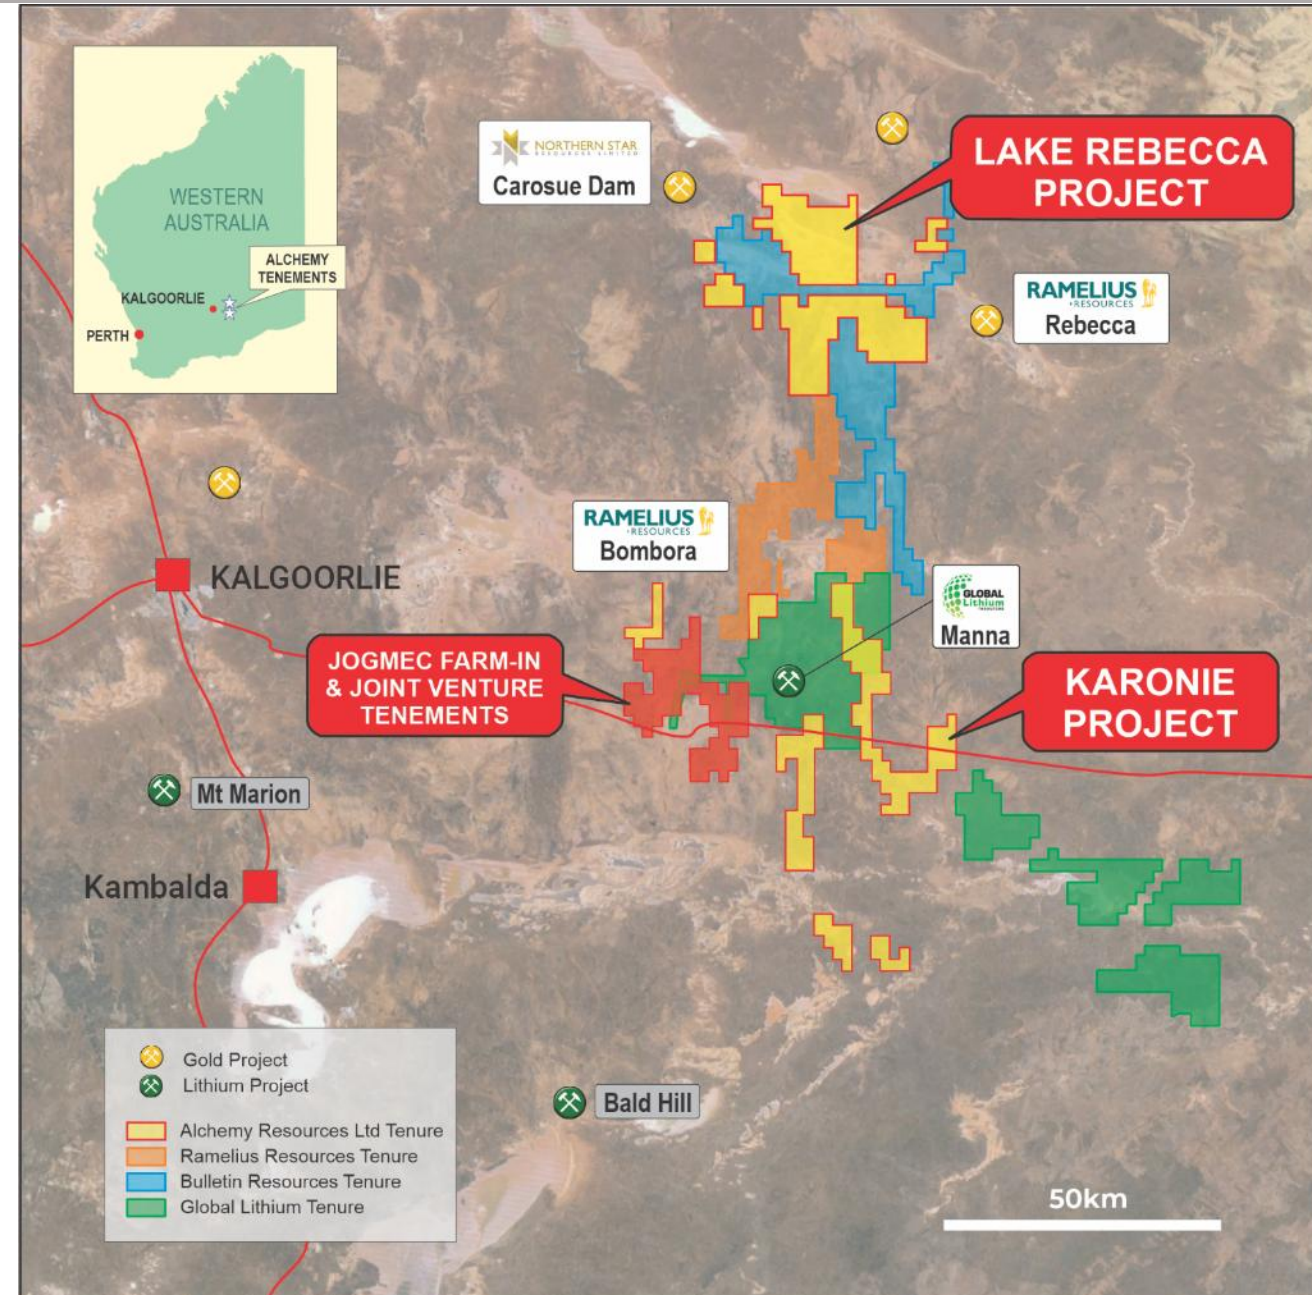 WESTERN
AUSTRALIA
ALCHEMY
TENEMENTS
KALGOORLIE
PERTH
NORTHERN STAR
RESOURCES LIMITED
Carosue Dam
LAKE REBECCA
PROJECT
RAMELIUS
RESOURCES
Rebecca
RAMELIUS
RESOURCES
Bombora
KALGOORLIE
GLOBAL
Lithium
Manna
JOGMEC FARM-IN
& JOINT VENTURE
TENEMENTS
KARONIE
PROJECT
Mt Marion
Kambalda
Gold Project
Lithium Project
Alchemy Resources Ltd Tenure
Ramelius Resources Tenure
Bulletin Resources Tenure
Global Lithium Tenure
Bald Hill
50km